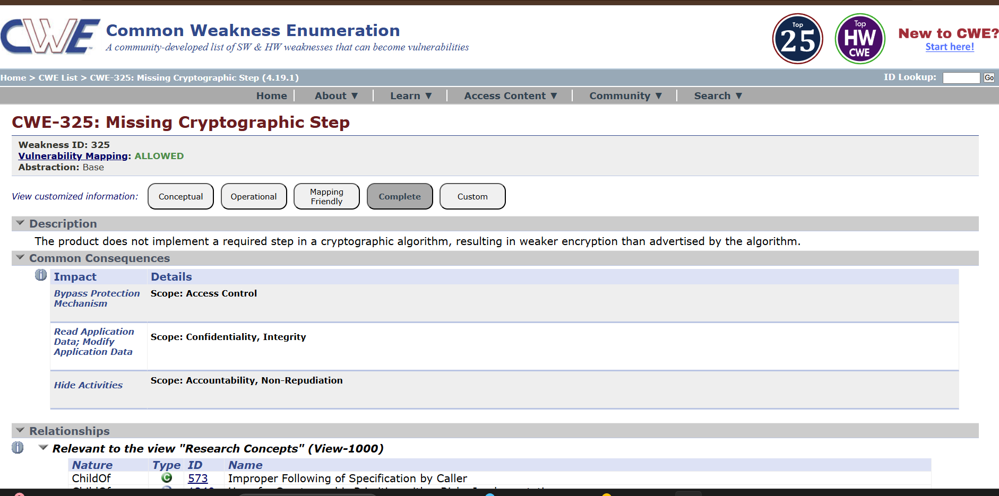 CWE
Common Weakness Enumeration
A community-developed list of SW & HW weaknesses that can become vulnerabilities
Top
25
Top
HW
CWE
New to CWE?
Start here!
Home > CWE List > CWE-325: Missing Cryptographic Step (4.19.1)
ID Lookup:
Go
Home
About ▼
Learn ▼
Access Content ▼
Community ▼
Search ▼
CWE-325: Missing Cryptographic Step
Weakness ID: 325
Vulnerability Mapping: ALLOWED
Abstraction: Base
View customized information:
Conceptual
Operational
Mapping
Friendly
Complete
Custom
Description
The product does not implement a required step in a cryptographic algorithm, resulting in weaker encryption than advertised by the algorithm.
Common Consequences
Impact Details
Bypass Protection
Mechanism
Scope: Access Control
Read Application
Data; Modify
Application Data
Scope: Confidentiality, Integrity
Hide Activities
Scope: Accountability, Non-Repudiation
Relationships
Relevant to the view "Research Concepts" (View-1000)
Nature Type ID Name
ChildOf C 573 Improper Following of Specification by Caller
ChildOf